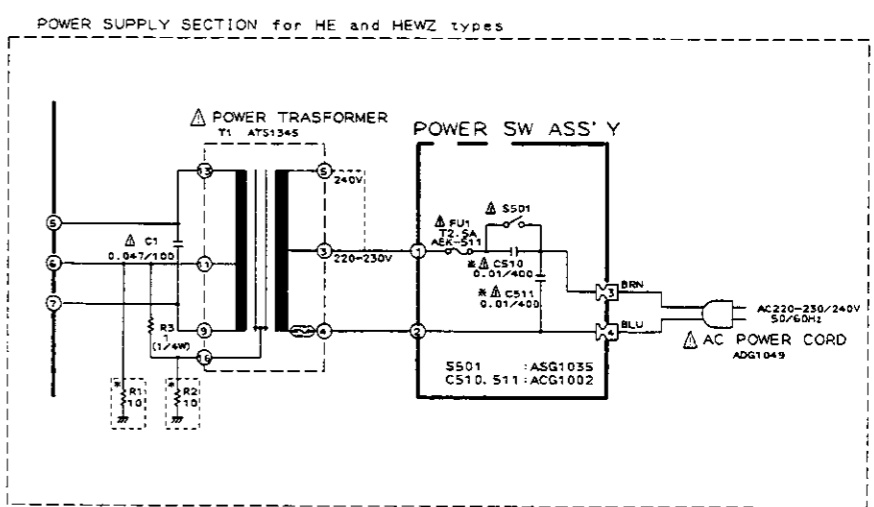 POWER SUPPLY SECTION for HE and HEWZ types
⚠ POWER TRASFORMER
T1 ATS1345
POWER SW ASS' Y
13
5
240V
⚠ S501
⚠ FU1
T2.5A
AEK-511
5
⚠ C1
0.047/100
6
11
3
220-230V
1
* ⚠ C510
0.01/400
* ⚠ C511
0.01/400
7
3
BRN
AC220-230/240V
50/60Hz
9
4
2
4
BLU
⚠ AC POWER CORD
ADG1049
R3
1
(1/4W)
16
S501 :ASG1035
C510. 511 :ACG1002
* R1
10
* R2
10